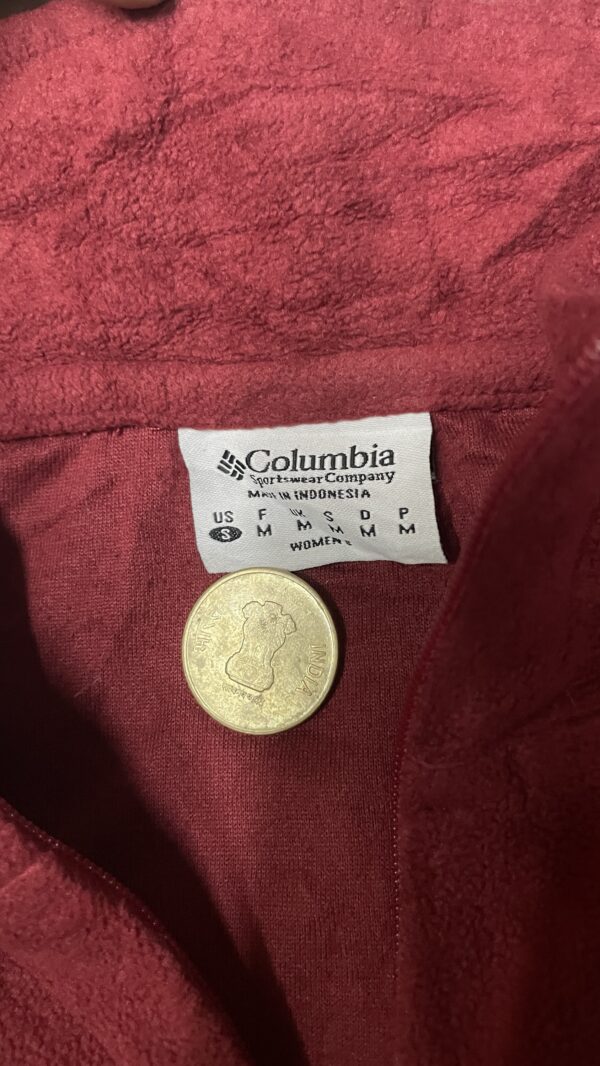 Columbia
Sportswear Company
MADE IN INDONESIA
US F UK S D P
S M M M M M
WOMEN'S
INDIA